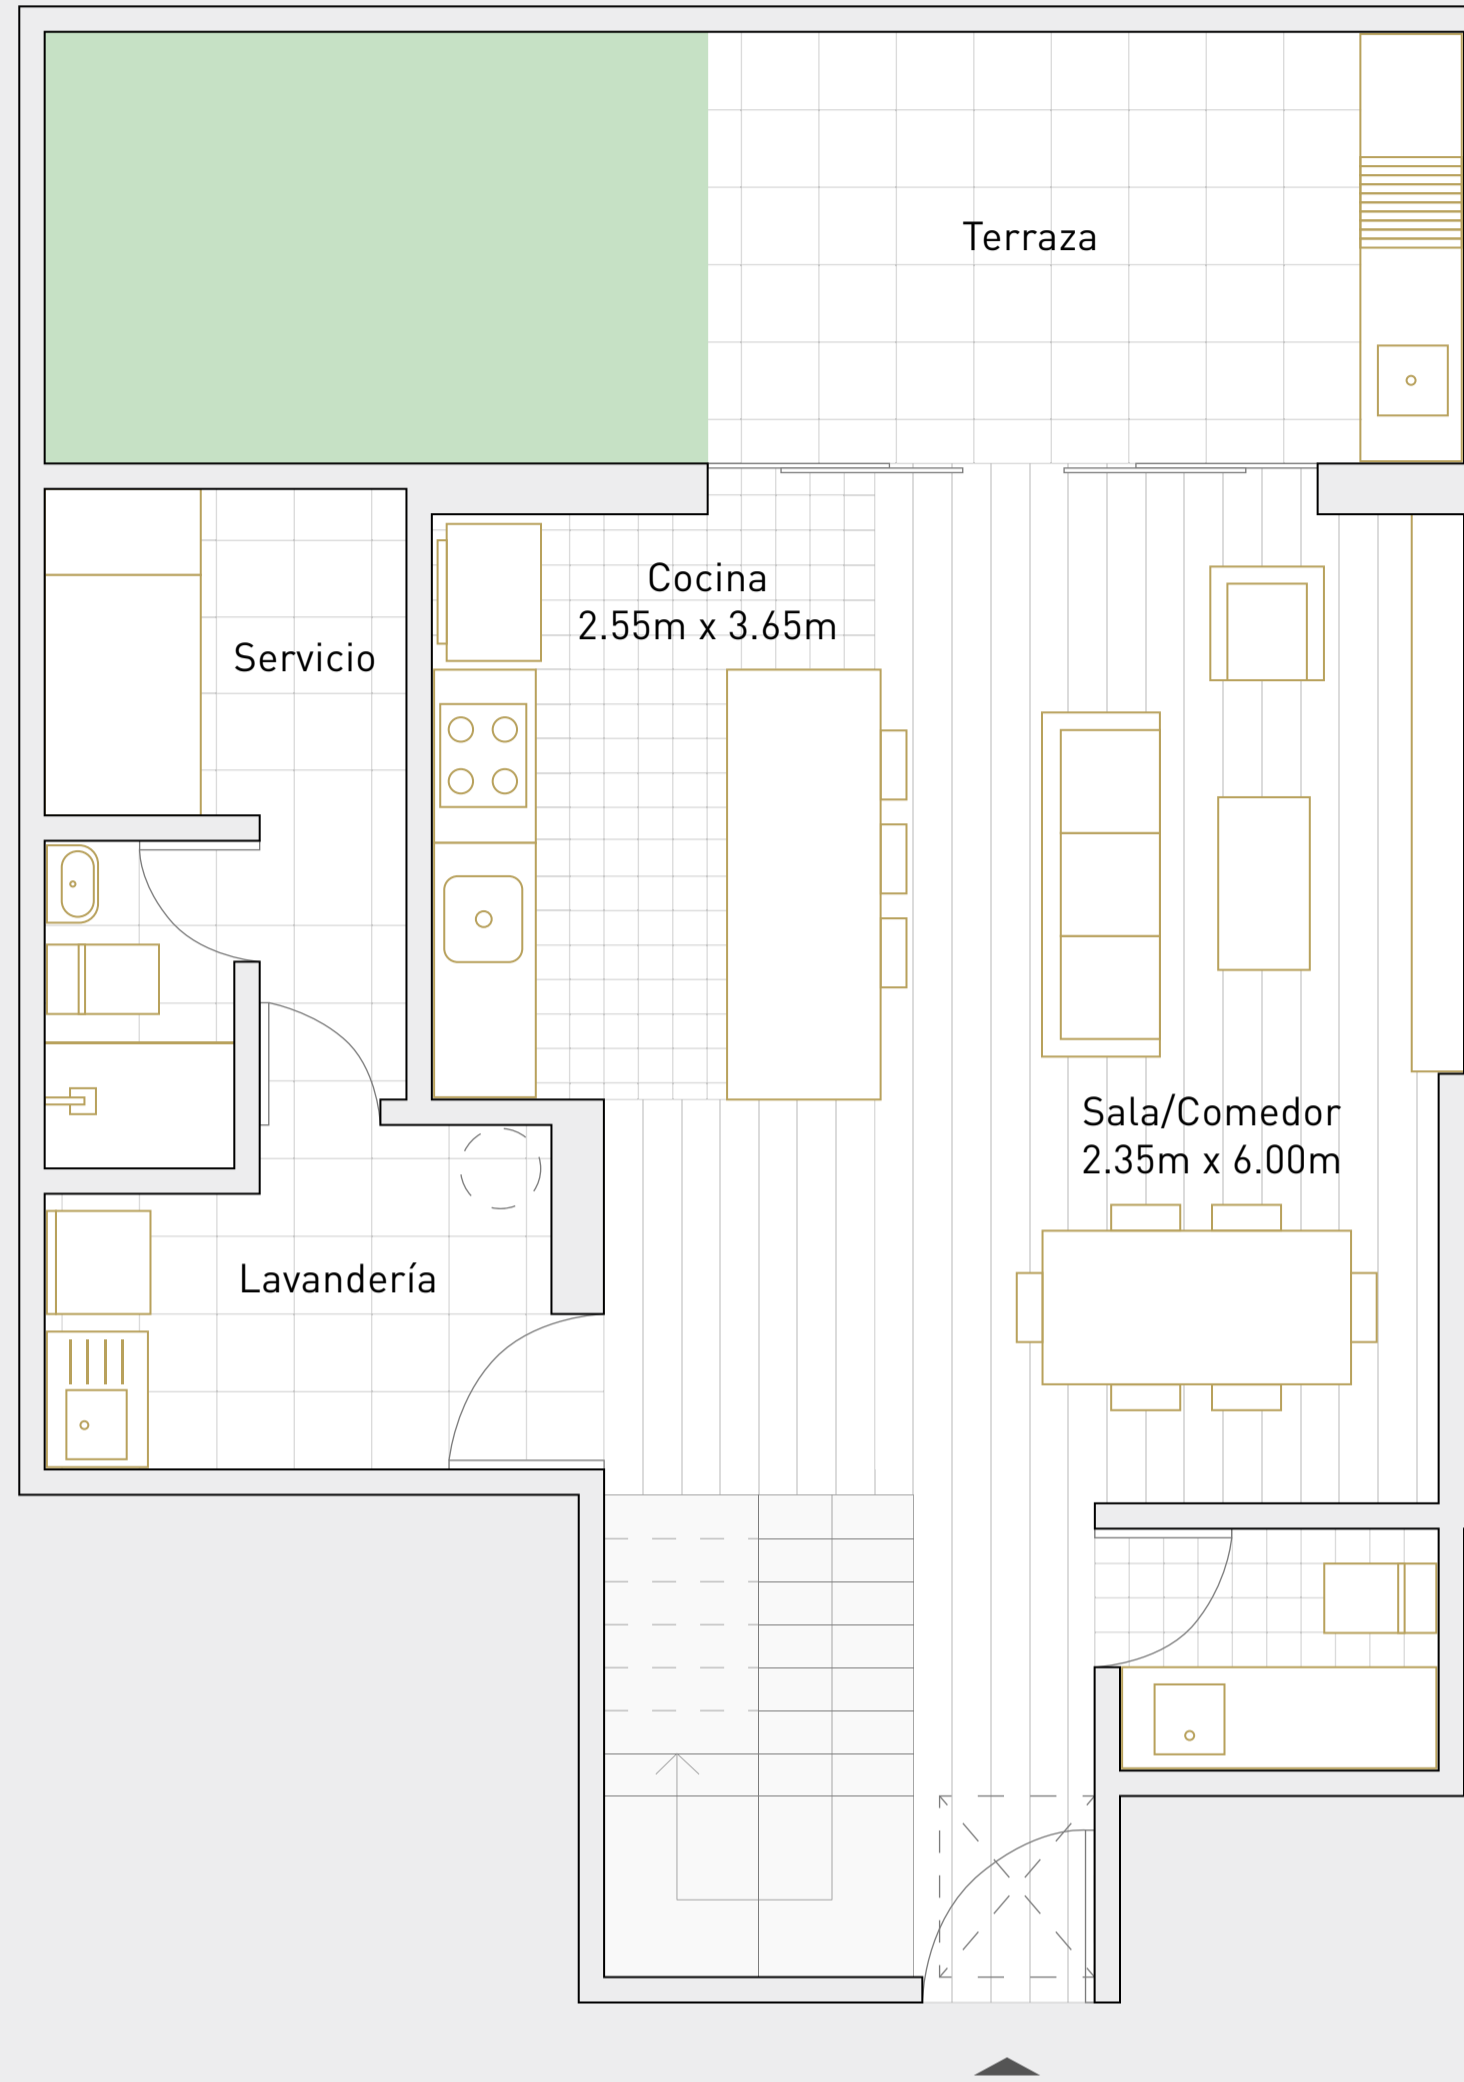 Terraza
Cocina
2.55m x 3.65m
Servicio
Sala/Comedor
2.35m x 6.00m
Lavandería